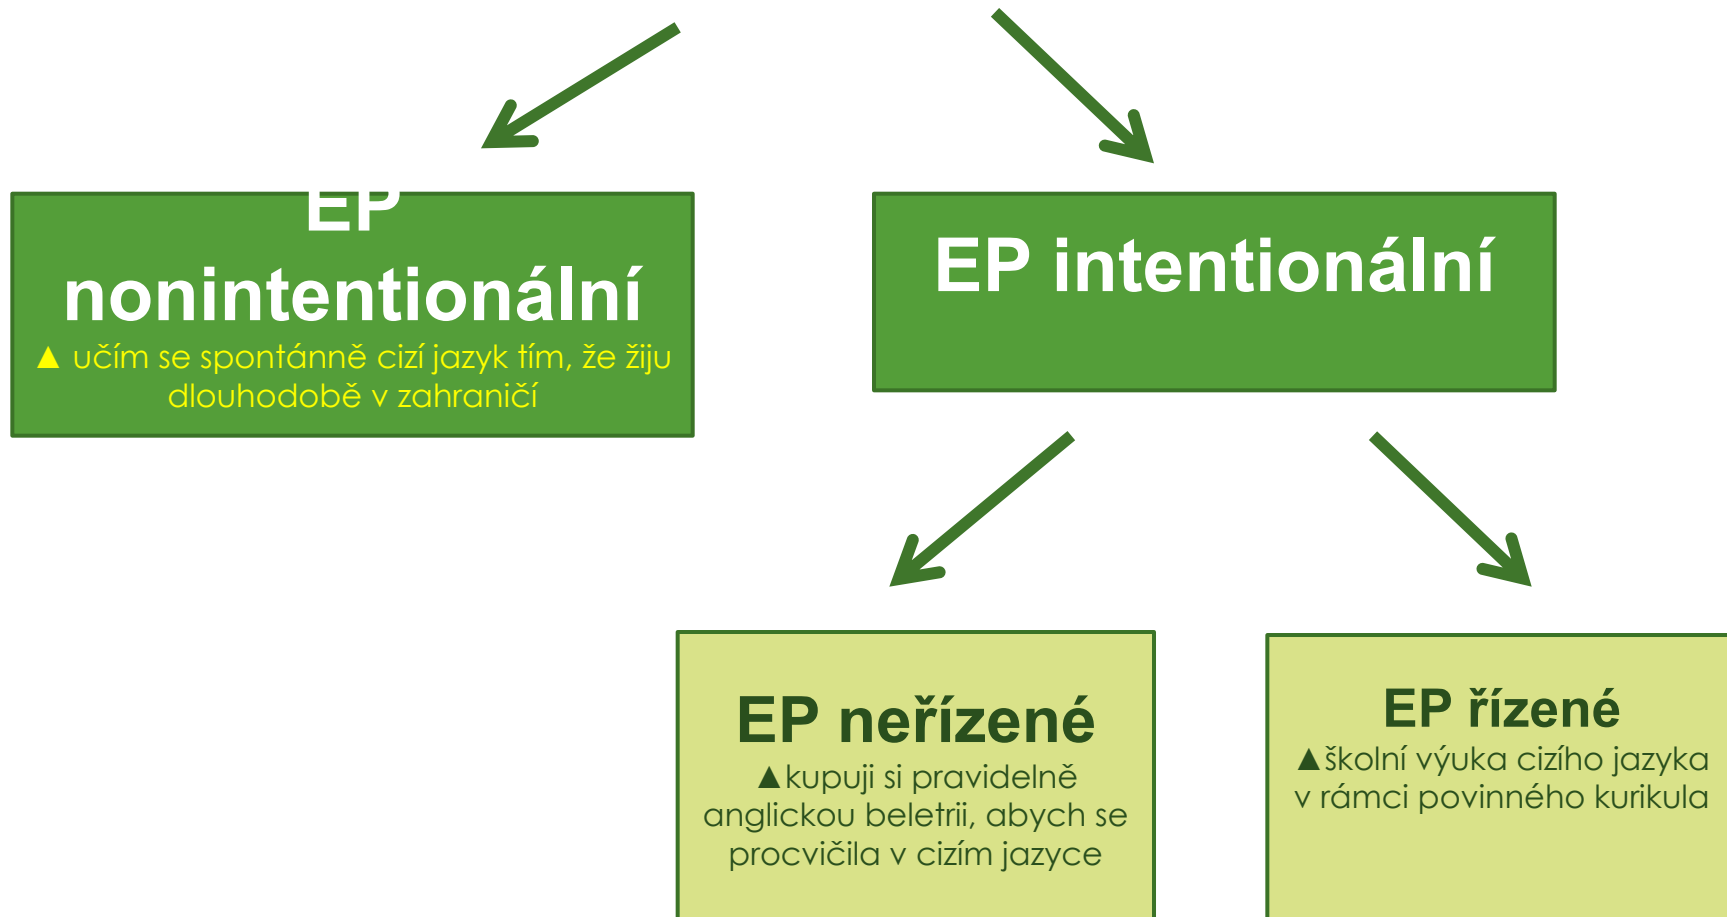 EP
nonintentionální
▲ učím se spontánně cizí jazyk tím, že žiju
dlouhodobě v zahraničí
EP intentionální
EP neřízené
▲kupuji si pravidelně
anglickou beletrii, abych se
procvičila v cizím jazyce
EP řízené
▲školní výuka cizího jazyka
v rámci povinného kurikula